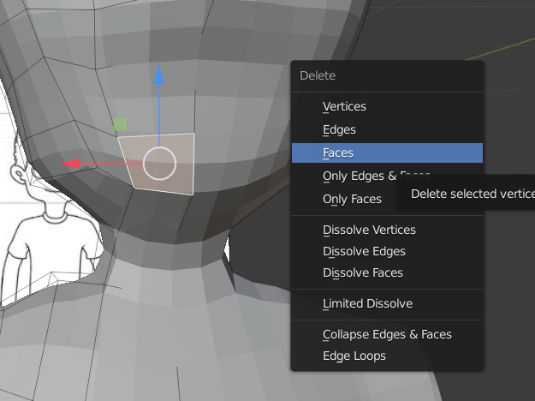 Delete
Vertices
Edges
Faces
Only Edges & Faces
Delete selected vertice
Only Faces
Dissolve Vertices
Dissolve Edges
Dissolve Faces
Limited Dissolve
Collapse Edges & Faces
Edge Loops